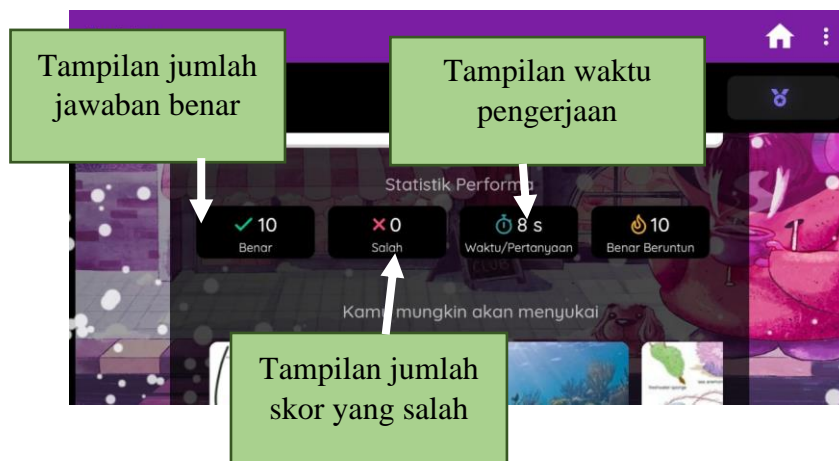 Tampilan jumlah
jawaban benar
Tampilan waktu
pengerjaan
Statistik Performa
10
Benar
0
Salah
8 s
Waktu/Pertanyaan
10
Benar Beruntun
Kamu mungkin akan menyukai
Tampilan jumlah
skor yang salah